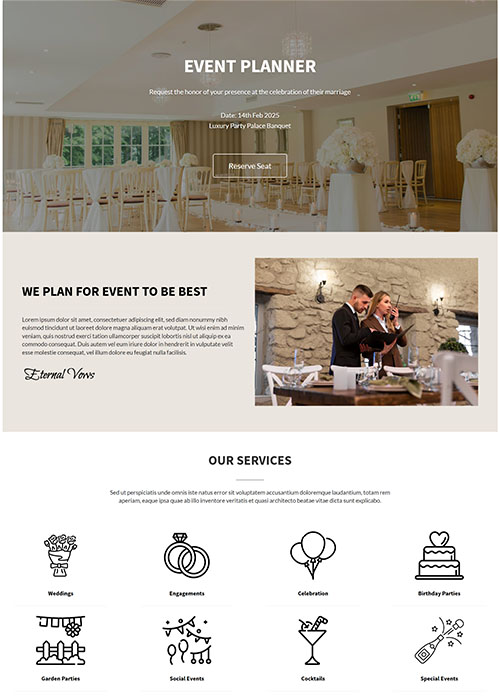 EVENT PLANNER
Request the honor of your presence at the celebration of their marriage
Date: 14th Feb 2025
Luxury Party Palace Banquet
Reserve Seat
WE PLAN FOR EVENT TO BE BEST
Lorem ipsum dolor sit amet, consectetuer adipiscing elit, sed diam nonummy nibh
euismod tincidunt ut laoreet dolore magna aliquam erat volutpat. Ut wisi enim ad minim
veniam, quis nostrud exerci tation ullamcorper suscipit lobortis nisl ut aliquip ex ea
commodo consequat. Duis autem vel eum iriure dolor in hendrerit in vulputate velit
esse molestie consequat, vel illum dolore eu feugiat nulla facilisis.
Eternal Vows
OUR SERVICES
Sed ut perspiciatis unde omnis iste natus error sit voluptatem accusantium doloremque laudantium, totam rem
aperiam, eaque ipsa quae ab illo inventore veritatis et quasi architecto beatae vitae dicta sunt explicabo.
Weddings
Engagements
Celebration
Birthday Parties
Garden Parties
Social Events
Cocktails
Special Events